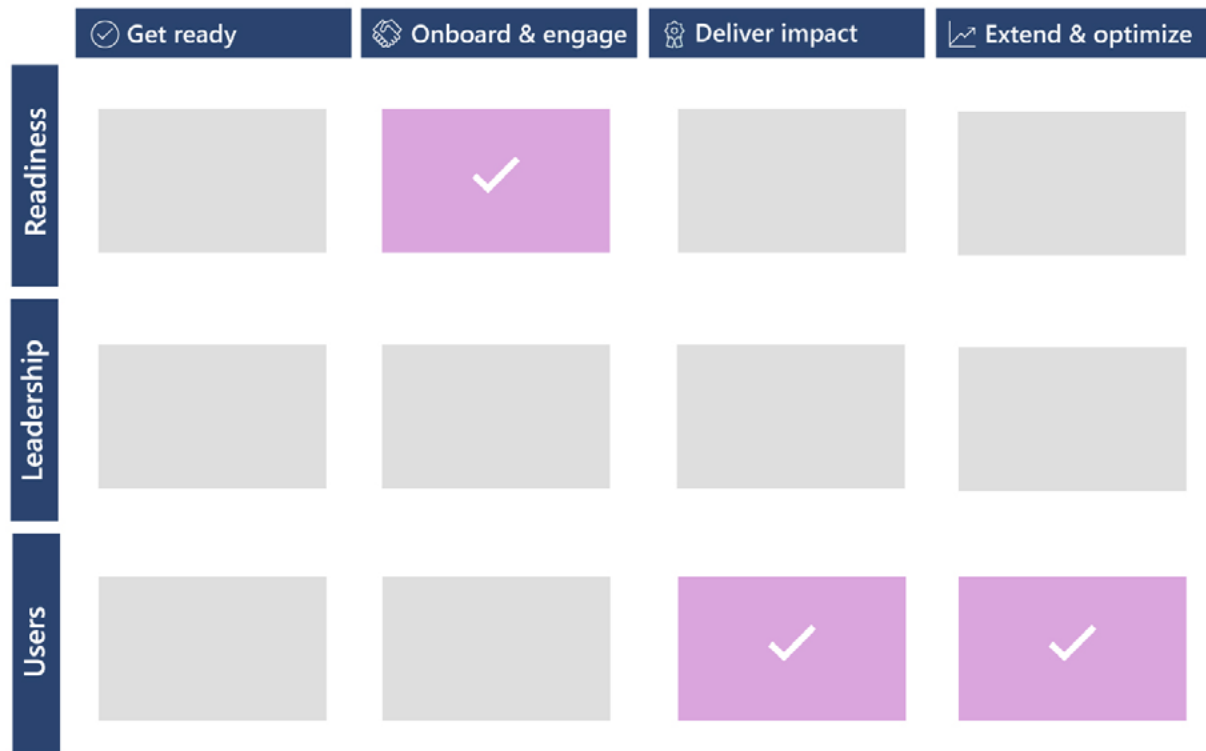 Get ready
Onboard & engage
Deliver impact
Extend & optimize
Readiness
Leadership
Users